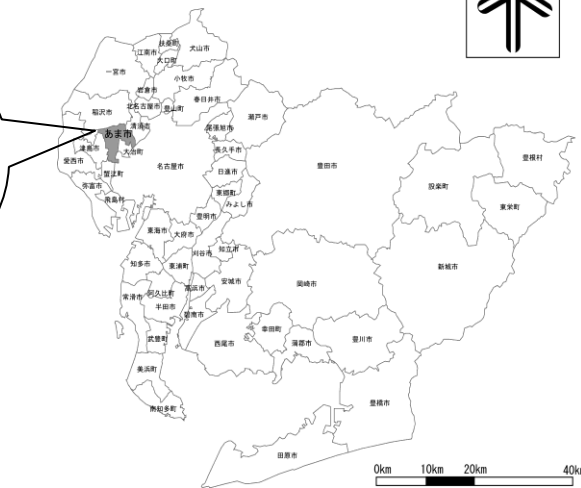 扶桑町
江南市
犬山市
大口町
一宮市
小牧市
岩倉市
春日井市
稲沢市
北名古屋市
豊山町
清須市
瀬戸市
尾張旭市
あま市
津島市
大治町
長久手市
名古屋市
愛西市
蟹江町
日進市
弥富市
東郷町
飛島村
みよし市
豊明市
東海市
大府市
豊田市
設楽町
豊根村
東栄町
知多市
東浦町
刈谷市
知立市
新城市
安城市
岡崎市
高浜市
常滑市
阿久比町
半田市
碧南市
武豊町
西尾市
幸田町
蒲郡市
豊川市
美浜町
南知多町
豊橋市
田原市
0km 10km 20km 40km